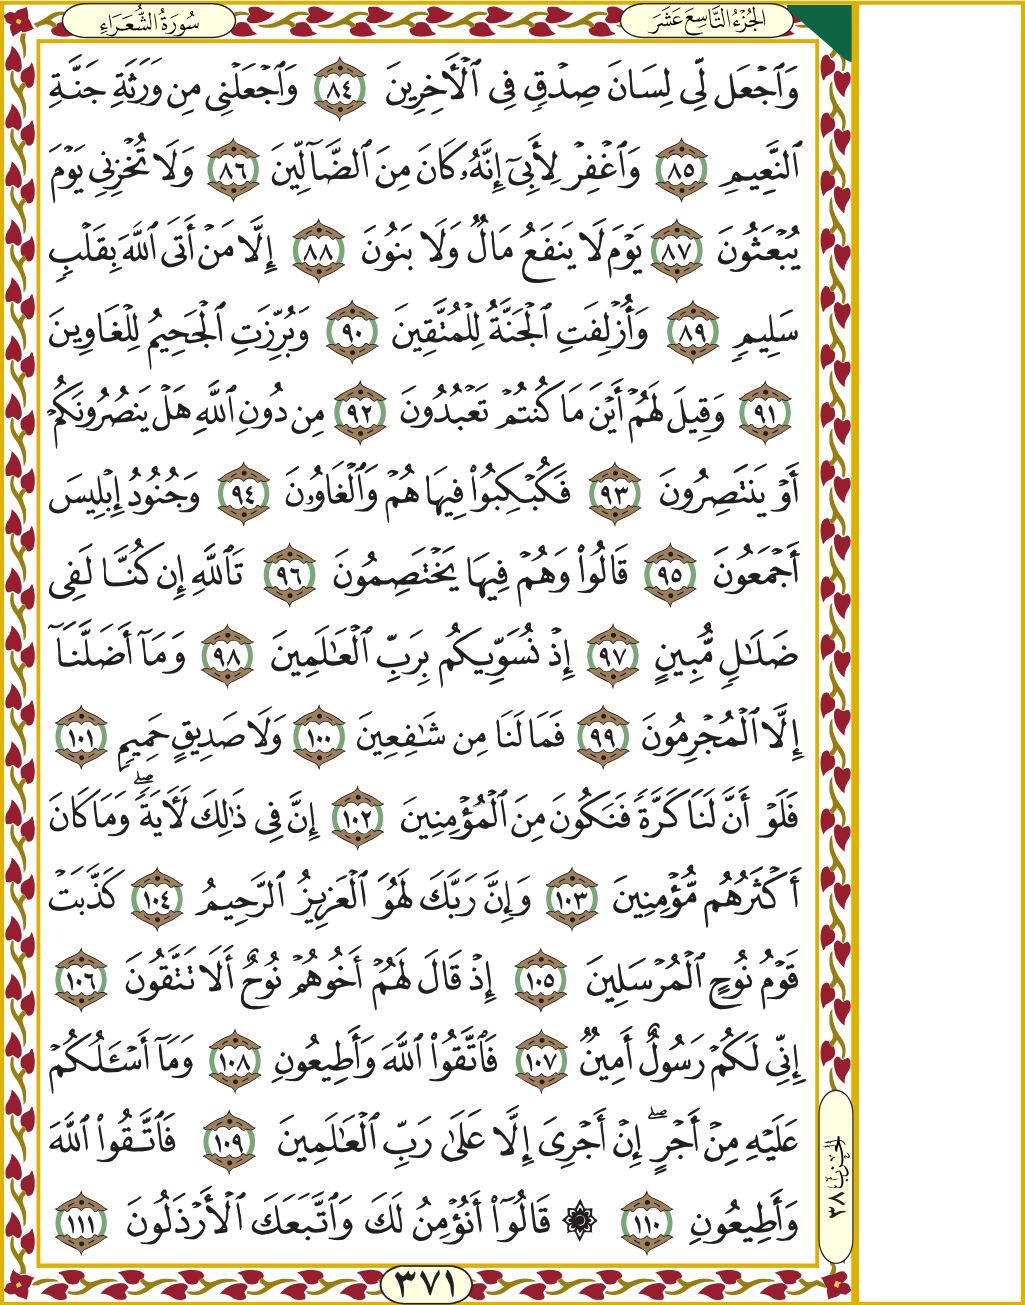 الجُزْءُ التَّاسِعَ عَشَرَ
سُورَةُ الشُّعَرَاءِ
وَٱجْعَل لِّى لِسَانَ صِدْقٍ فِى ٱلْأَخِرِينَ ٨٤ وَٱجْعَلْنِى مِن وَرَثَةِ جَنَّةِ
ٱلنَّعِيمِ ٨٥ وَٱغْفِرْ لِأَبِىٓ إِنَّهُۥ كَانَ مِنَ ٱلضَّآلِّينَ ٨٦ وَلَا تُخْزِنِى يَوْمَ
يُبْعَثُونَ ٨٧ يَوْمَ لَا يَنفَعُ مَالٌ وَلَا بَنُونَ ٨٨ إِلَّا مَنْ أَتَى ٱللَّهَ بِقَلْبٍ
سَلِيمٍ ٨٩ وَأُزْلِفَتِ ٱلْجَنَّةُ لِلْمُتَّقِينَ ٩٠ وَبُرِّزَتِ ٱلْجَحِيمُ لِلْغَاوِينَ
٩١ وَقِيلَ لَهُمْ أَيْنَ مَا كُنتُمْ تَعْبُدُونَ ٩٢ مِن دُونِ ٱللَّهِ هَلْ يَنصُرُونَكُمْ
أَوْ يَنتَصِرُونَ ٩٣ فَكُبْكِبُوا۟ فِيهَا هُمْ وَٱلْغَاوُۥنَ ٩٤ وَجُنُودُ إِبْلِيسَ
أَجْمَعُونَ ٩٥ قَالُوا۟ وَهُمْ فِيهَا يَخْتَصِمُونَ ٩٦ تَٱللَّهِ إِن كُنَّا لَفِى
ضَلَـٰلٍ مُّبِينٍ ٩٧ إِذْ نُسَوِّيكُم بِرَبِّ ٱلْعَـٰلَمِينَ ٩٨ وَمَآ أَضَلَّنَآ
إِلَّا ٱلْمُجْرِمُونَ ٩٩ فَمَا لَنَا مِن شَـٰفِعِينَ ١٠٠ وَلَا صَدِيقٍ حَمِيمٍ ١٠١
فَلَوْ أَنَّ لَنَا كَرَّةً فَنَكُونَ مِنَ ٱلْمُؤْمِنِينَ ١٠٢ إِنَّ فِى ذَٰلِكَ لَـَٔايَةً ۖ وَمَا كَانَ
أَكْثَرُهُم مُّؤْمِنِينَ ١٠٣ وَإِنَّ رَبَّكَ لَهُوَ ٱلْعَزِيزُ ٱلرَّحِيمُ ١٠٤ كَذَّبَتْ
قَوْمُ نُوحٍ ٱلْمُرْسَلِينَ ١٠٥ إِذْ قَالَ لَهُمْ أَخُوهُمْ نُوحٌ أَلَا تَتَّقُونَ ١٠٦
إِنِّى لَكُمْ رَسُولٌ أَمِينٌ ١٠٧ فَٱتَّقُوا۟ ٱللَّهَ وَأَطِيعُونِ ١٠٨ وَمَآ أَسْـَٔلُكُمْ
عَلَيْهِ مِنْ أَجْرٍ ۖ إِنْ أَجْرِىَ إِلَّا عَلَىٰ رَبِّ ٱلْعَـٰلَمِينَ ١٠٩ فَٱتَّقُوا۟ ٱللَّهَ
وَأَطِيعُونِ ١١٠ ۞ قَالُوٓا۟ أَنُؤْمِنُ لَكَ وَٱتَّبَعَكَ ٱلْأَرْذَلُونَ ١١١
الحِزْبُ ٣٨
٣٧١